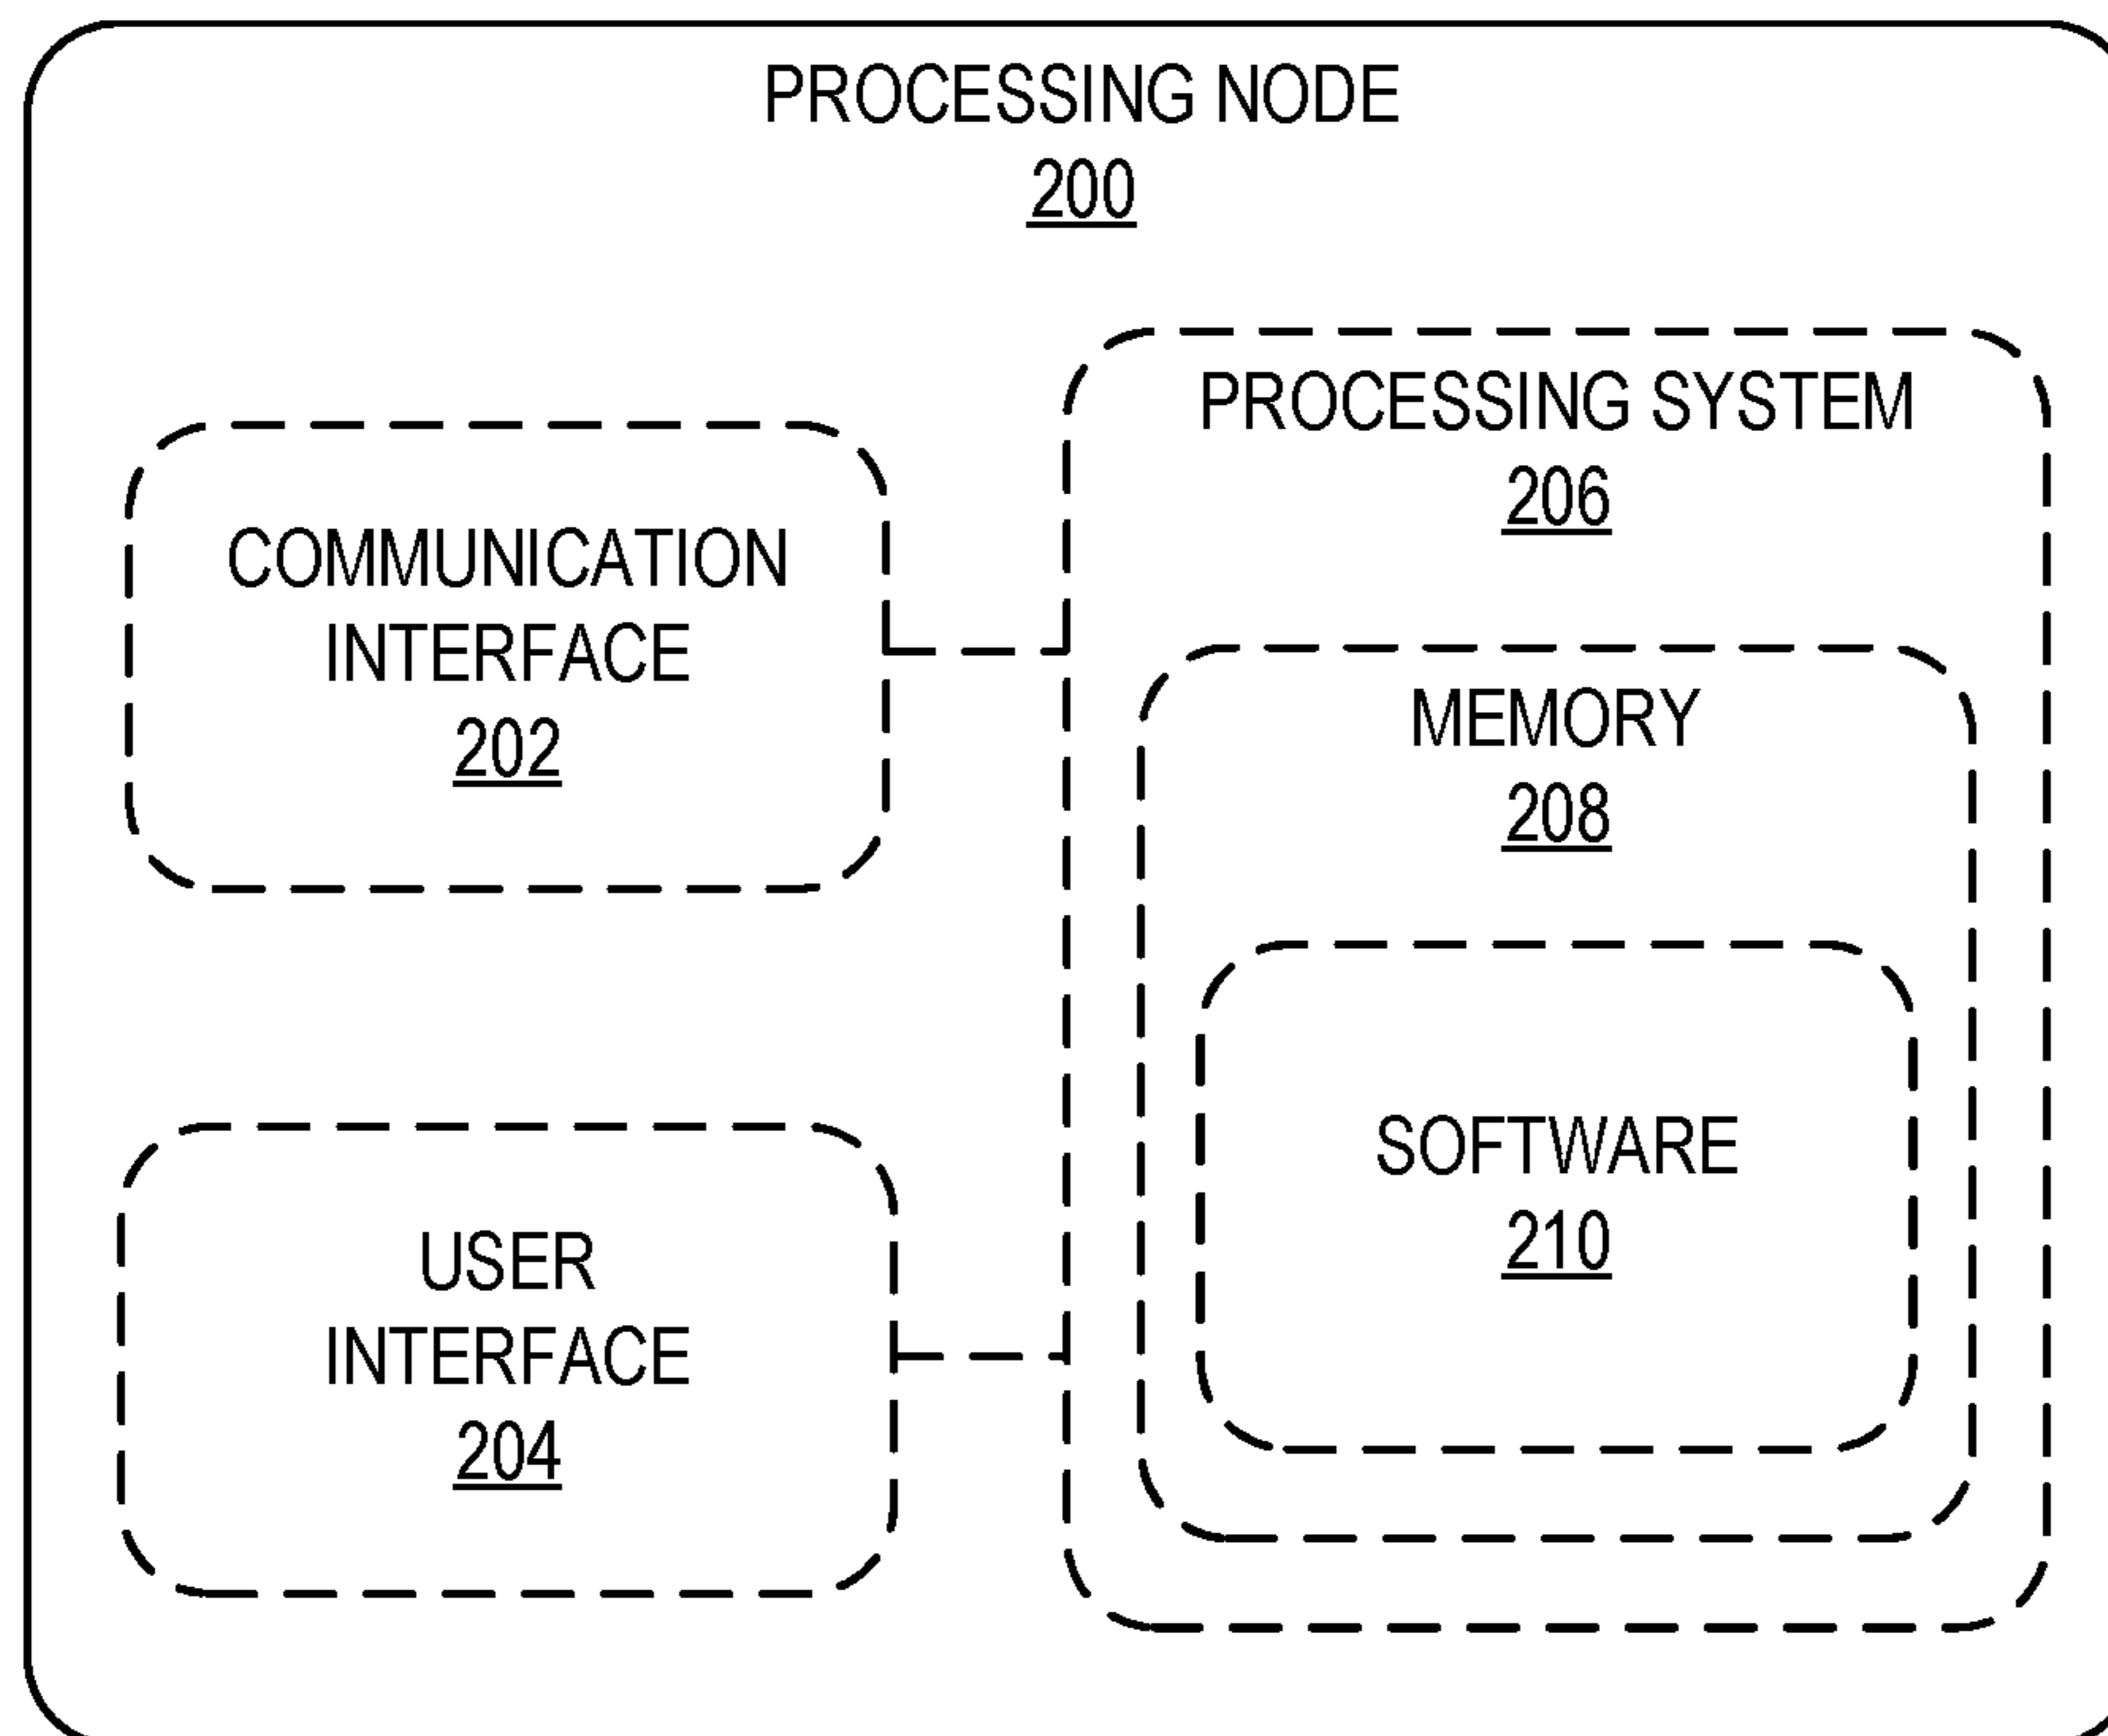 PROCESSING NODE
200
COMMUNICATION
INTERFACE
202
USER
INTERFACE
204
PROCESSING SYSTEM
206
MEMORY
208
SOFTWARE
210